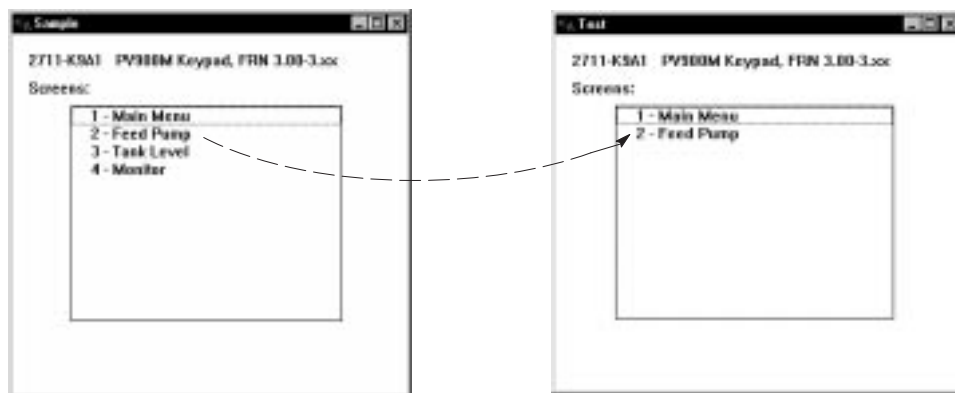 Sample
2711-K9A1 PV900M Keypad, FRN 3.00-3.xx
Screens:
1 - Main Menu
2 - Feed Pump
3 - Tank Level
4 - Monitor
Test
2711-K9A1 PV900M Keypad, FRN 3.00-3.xx
Screens:
1 - Main Menu
2 - Feed Pump